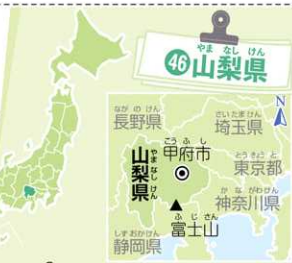 やま なし けん
46山梨県
N
なが の けん
長野県
さい たま けん
埼玉県
こう ふ し
甲府市
やま なし けん
山梨県
とう きょう と
東京都
か な がわ けん
神奈川県
ふ じ さん
富士山
しず おか けん
静岡県